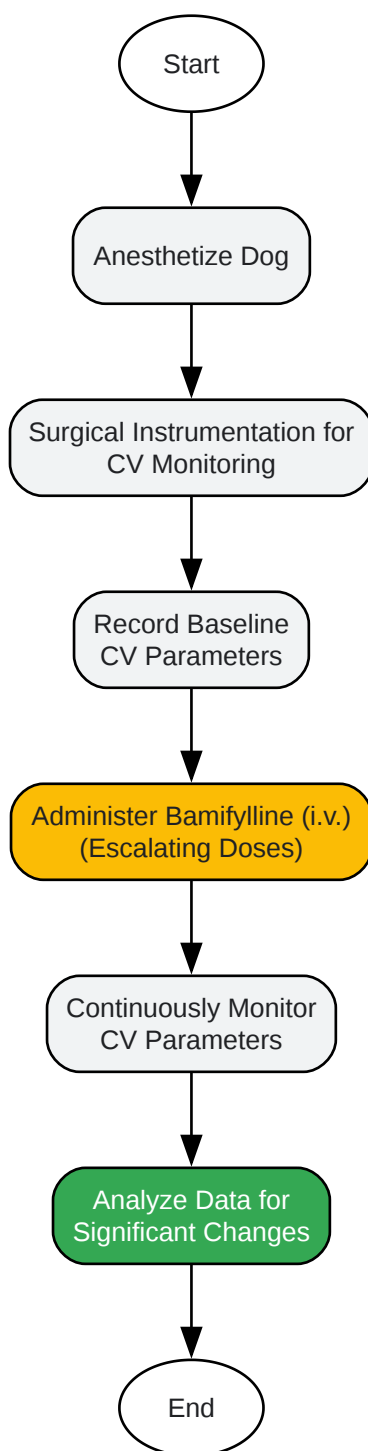 Start
Anesthetize Dog
Surgical Instrumentation for
CV Monitoring
Record Baseline
CV Parameters
Administer Bamifylline (i.v.)
(Escalating Doses)
Continuously Monitor
CV Parameters
Analyze Data for
Significant Changes
End